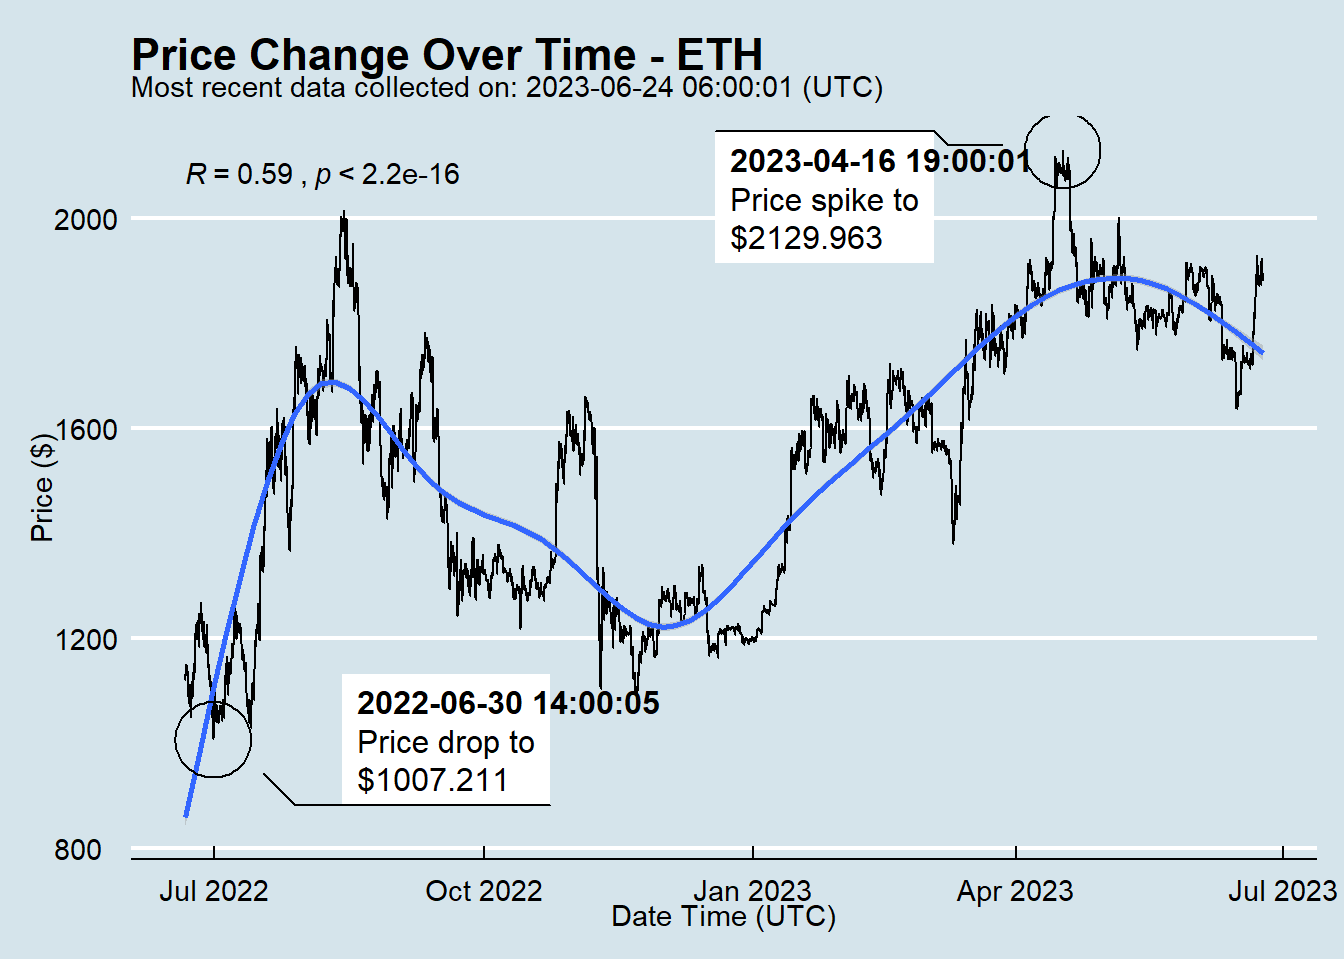 Price Change Over Time - ETH
Most recent data collected on: 2023-06-24 06:00:01 (UTC)
R = 0.59 , p < 2.2e-16
2023-04-16 19:00:01
Price spike to
$2129.963
2000
1600
1200
800
Price ($)
2022-06-30 14:00:05
Price drop to
$1007.211
Jul 2022 Oct 2022 Jan 2023 Apr 2023 Jul 2023
Date Time (UTC)